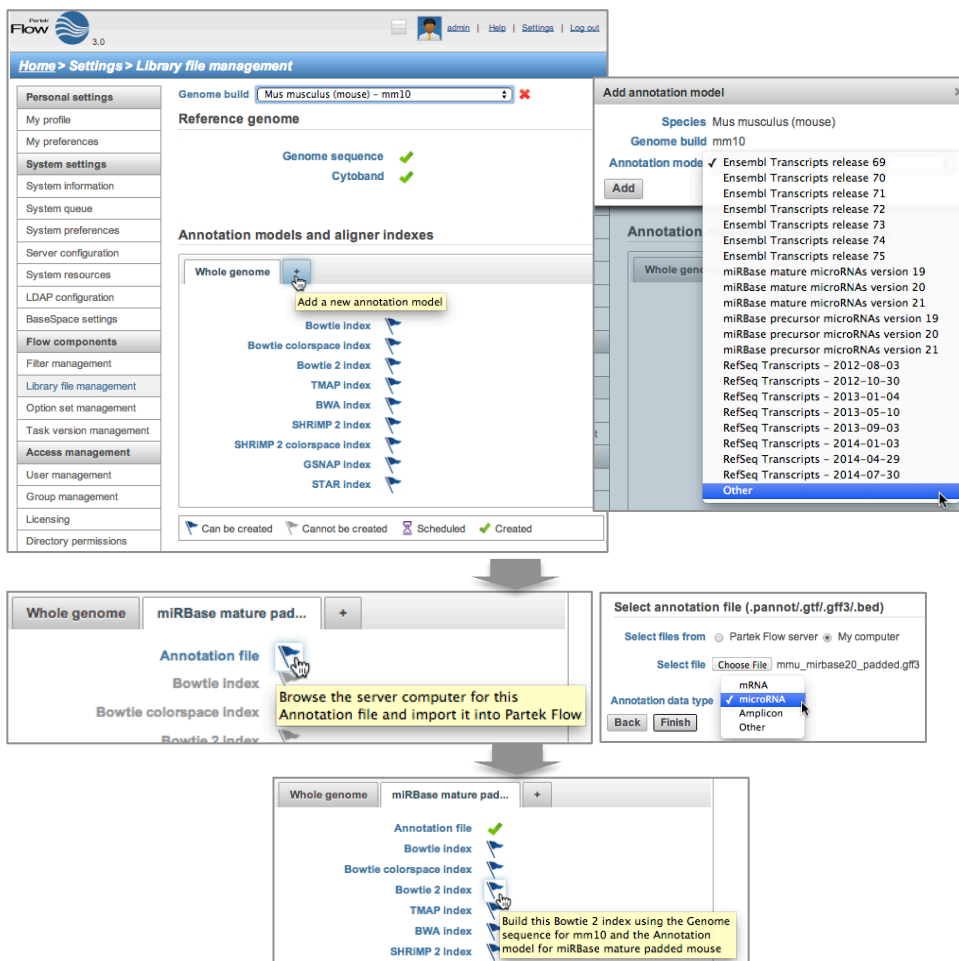 Partek
Flow
3.0
admin | Help | Settings | Log out
Home > Settings > Library file management
Personal settings
My profile
My preferences
System settings
System information
System queue
System preferences
Server configuration
System resources
LDAP configuration
BaseSpace settings
Flow components
Filter management
Library file management
Option set management
Task version management
Access management
User management
Group management
Licensing
Directory permissions
Genome build Mus musculus (mouse) – mm10
Reference genome
Genome sequence
Cytoband
Annotation models and aligner indexes
Whole genome +
Add a new annotation model
Bowtie index
Bowtie colorspace index
Bowtie 2 index
TMAP index
BWA index
SHRiMP 2 index
SHRiMP 2 colorspace index
GSNAP index
STAR index
Can be created Cannot be created Scheduled Created
Add annotation model
Species Mus musculus (mouse)
Genome build mm10
Annotation mode
Add
Annotation
Whole gen
Ensembl Transcripts release 69
Ensembl Transcripts release 70
Ensembl Transcripts release 71
Ensembl Transcripts release 72
Ensembl Transcripts release 73
Ensembl Transcripts release 74
Ensembl Transcripts release 75
miRBase mature microRNAs version 19
miRBase mature microRNAs version 20
miRBase mature microRNAs version 21
miRBase precursor microRNAs version 19
miRBase precursor microRNAs version 20
miRBase precursor microRNAs version 21
RefSeq Transcripts – 2012-08-03
RefSeq Transcripts – 2012-10-30
RefSeq Transcripts – 2013-01-04
RefSeq Transcripts – 2013-05-10
RefSeq Transcripts – 2013-09-03
RefSeq Transcripts – 2014-01-03
RefSeq Transcripts – 2014-04-29
RefSeq Transcripts – 2014-07-30
Other
Whole genome miRBase mature pad... +
Annotation file
Bowtie index
Bowtie colorspace index
Bowtie 2 index
Browse the server computer for this
Annotation file and import it into Partek Flow
Select annotation file (.pannot/.gtf/.gff3/.bed)
Select files from Partek Flow server My computer
Select file Choose File mmu_mirbase20_padded.gff3
Annotation data type
mRNA
microRNA
Amplicon
Other
Back Finish
Whole genome miRBase mature pad... +
Annotation file
Bowtie index
Bowtie colorspace index
Bowtie 2 index
TMAP index
BWA index
SHRiMP 2 index
Build this Bowtie 2 index using the Genome
sequence for mm10 and the Annotation
model for miRBase mature padded mouse